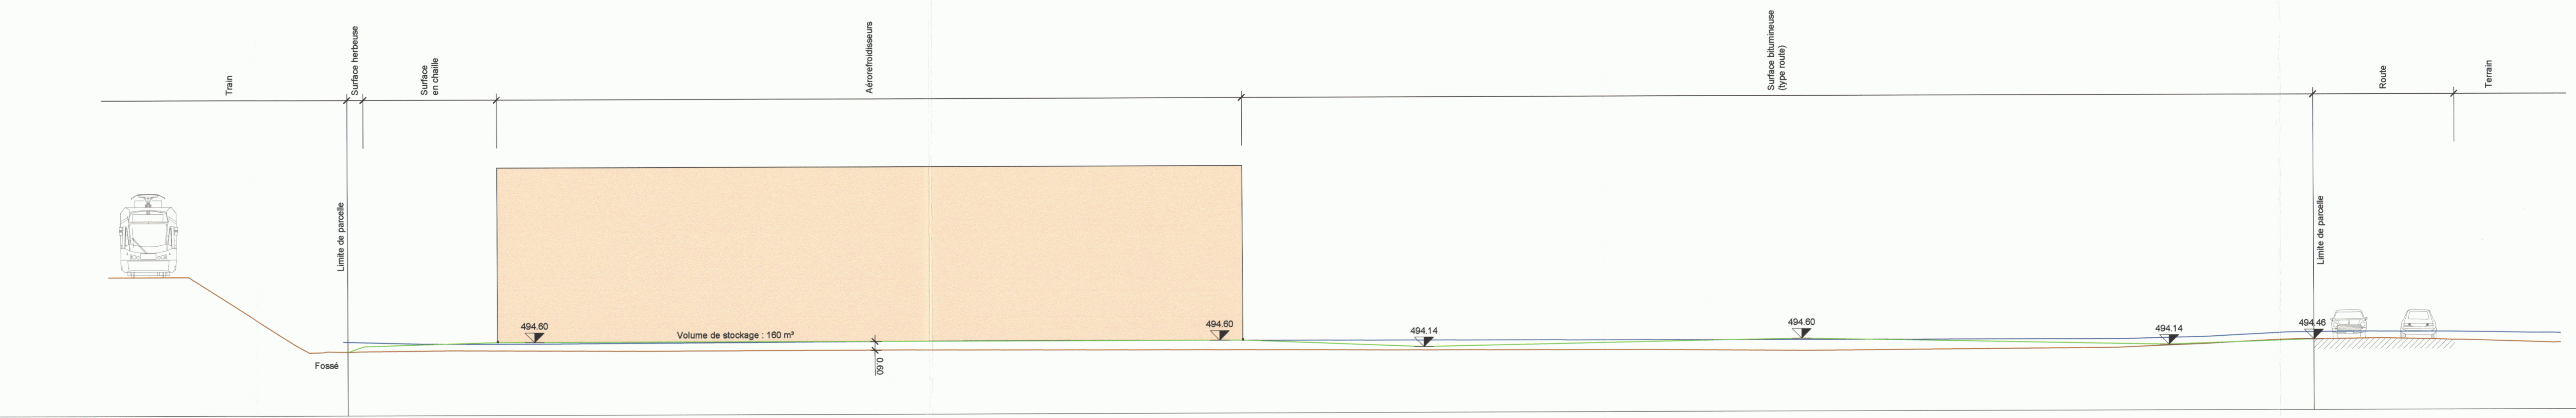 Train
Surface herbeuse
Surface
en chaille
Aérorefroidisseurs
Surface bitumineuse
(type route)
Route
Terrain
Limite de parcelle
Limite de parcelle
494.60
Volume de stockage : 160 m³
494.60
494.14
494.60
494.14
494.46
Fossé
0.60